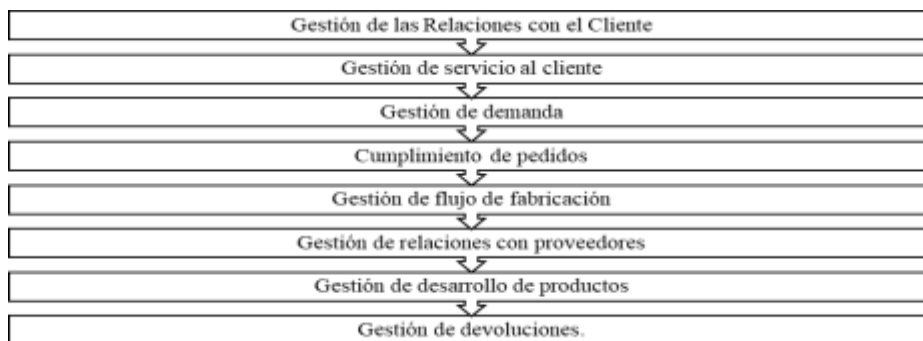 Gestión de las Relaciones con el Cliente
Gestión de servicio al cliente
Gestión de demanda
Cumplimiento de pedidos
Gestión de flujo de fabricación
Gestión de relaciones con proveedores
Gestión de desarrollo de productos
Gestión de devoluciones.